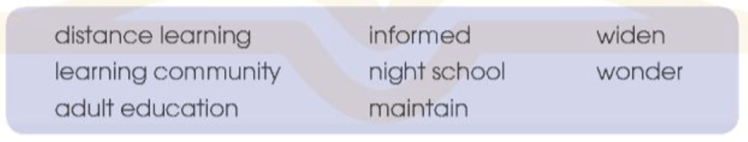 distance learning informed widen
learning community night school wonder
adult education maintain